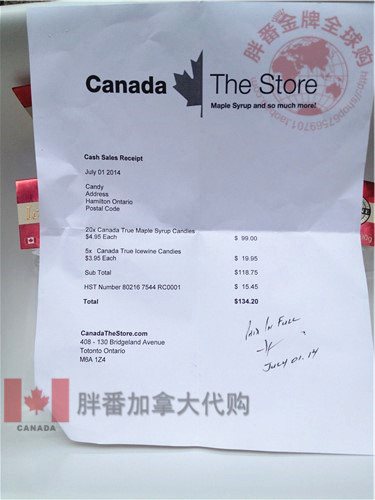 胖番金牌全球购
Canada The Store
Maple Syrup and so much more!
Cash Sales Receipt
July 01 2014
Candy
Address
Hamilton Ontario
Postal Code
20x Canada True Maple Syrup Candies
$4.95 Each $ 99.00
5x Canada True Icewine Candies
$3.95 Each $ 19.95
Sub Total $118.75
HST Number 80216 7544 RC0001 $ 15.45
Total $134.20
CanadaTheStore.com
408 - 130 Bridgeland Avenue
Totonto Ontario
M6A 1Z4
Paid In Full
July 01.14
CANADA
胖番加拿大代购